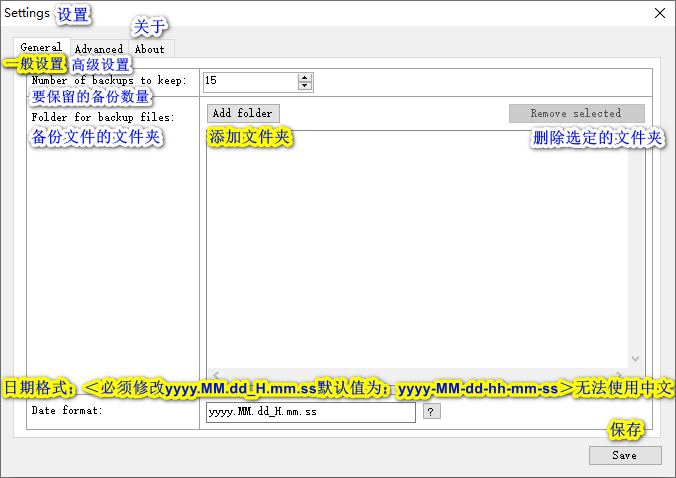 Settings 设置
关于
General Advanced About
一般设置 高级设置
Number of backups to keep: 15
要保留的备份数量
Folder for backup files: Add folder Remove selected
备份文件的文件夹 添加文件夹 删除选定的文件夹
日期格式：＜必须修改yyyy.MM.dd_H.mm.ss默认值为：yyyy-MM-dd-hh-mm-ss＞无法使用中文
Date format: yyyy.MM.dd_H.mm.ss ?
保存
Save